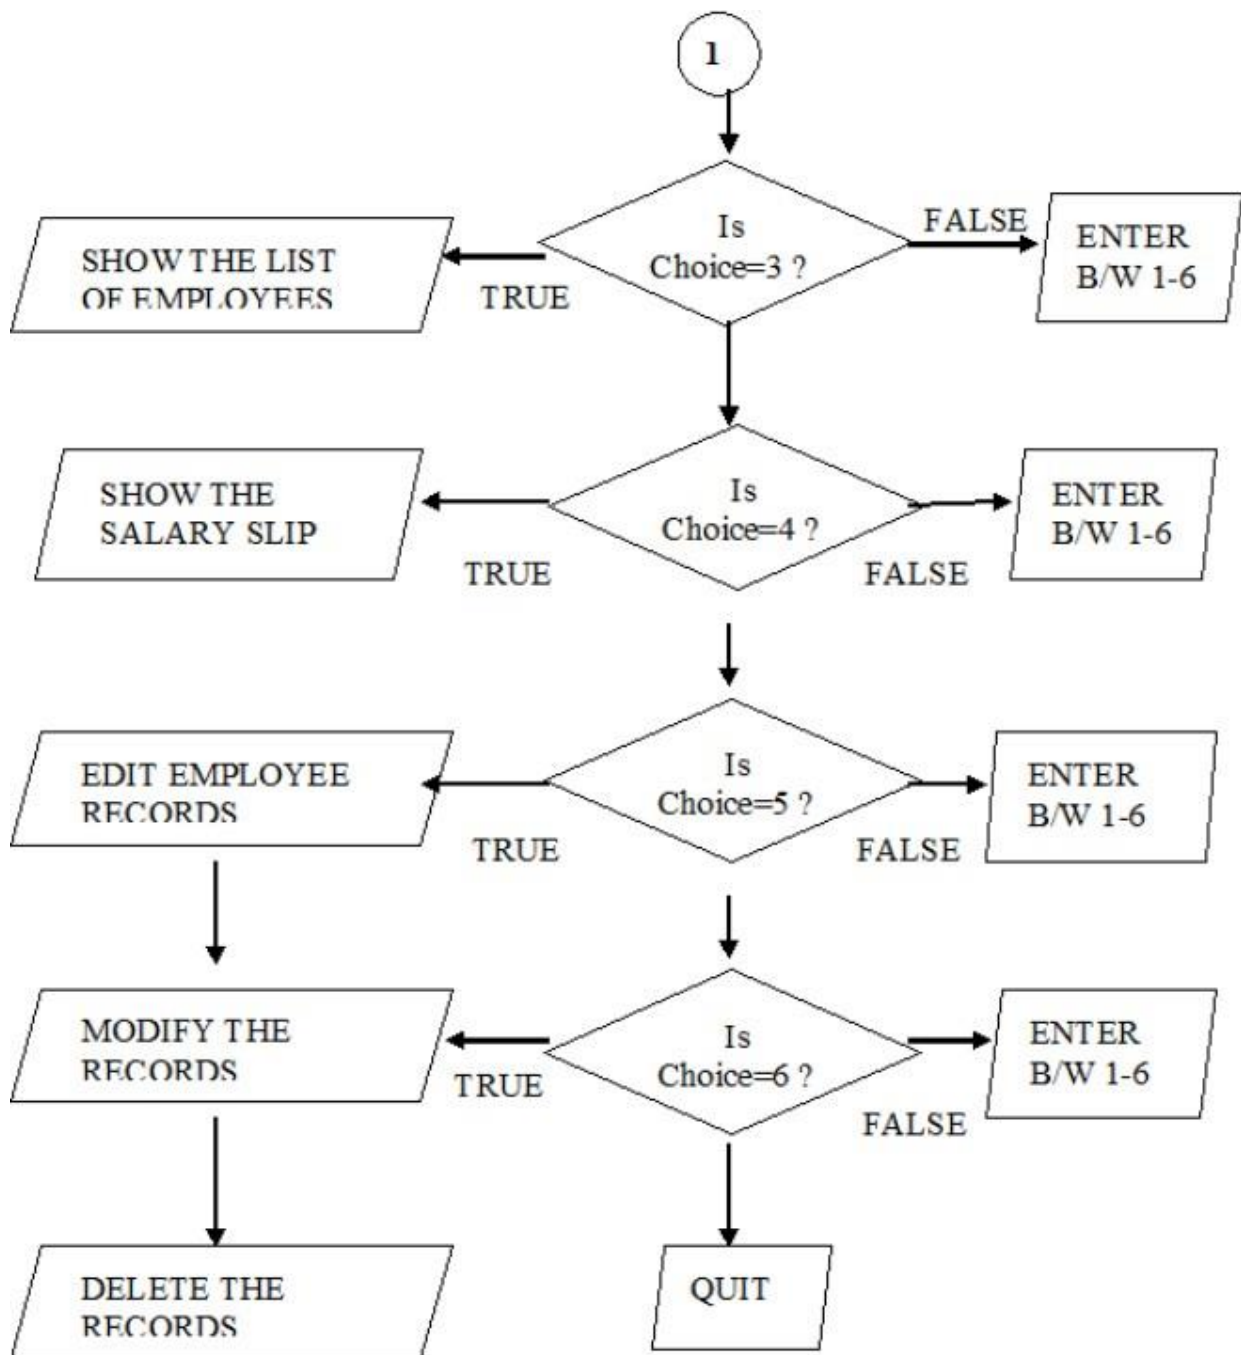 1
Is
Choice=3 ?
FALSE
ENTER
B/W 1-6
SHOW THE LIST
OF EMPLOYEES
TRUE
Is
Choice=4 ?
SHOW THE
SALARY SLIP
ENTER
B/W 1-6
TRUE
FALSE
Is
Choice=5 ?
EDIT EMPLOYEE
RECORDS
ENTER
B/W 1-6
TRUE
FALSE
Is
Choice=6 ?
MODIFY THE
RECORDS
ENTER
B/W 1-6
TRUE
FALSE
DELETE THE
RECORDS
QUIT